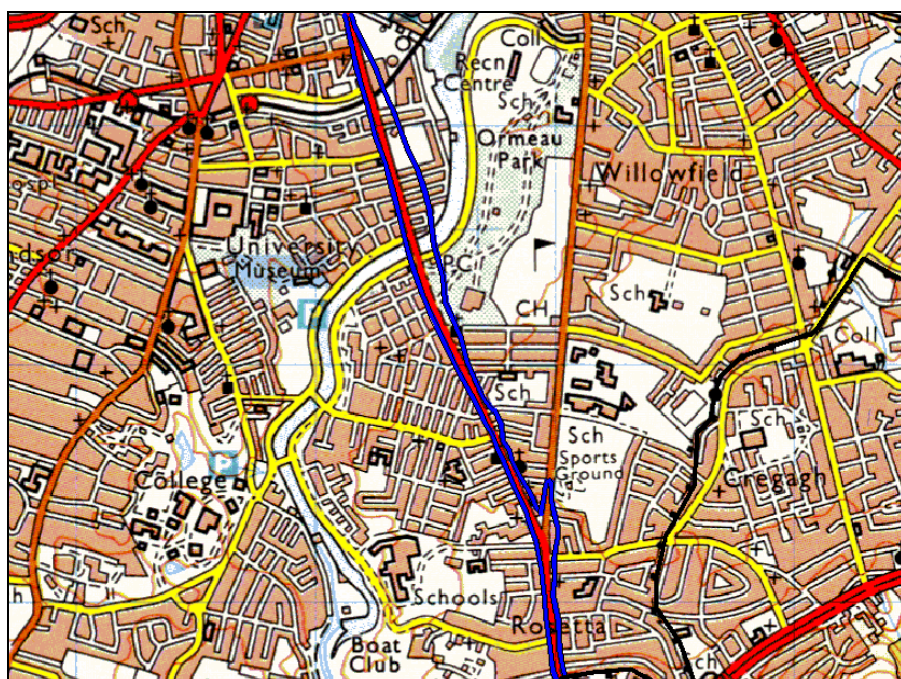 Sch
Coll
Recn
Centre
Sch
Ormeau
Park
Willowfield
University
Museum
PC
CH
Sch
Coll
Sch
Sch
Sports
Ground
Sch
Cregagh
P
College
Schools
Rosetta
Boat
Club